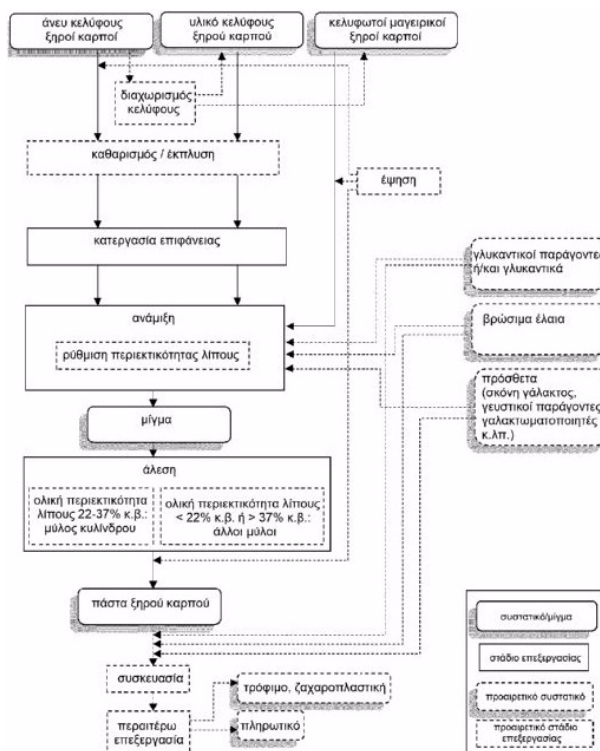 άνευ κελύφους
ξηροί καρποί
υλικό κελύφους
ξηρού καρπού
κελυφωτοί μαγειρικοί
ξηροί καρποί
διαχωρισμός
κελύφους
καθαρισμός / έκπλυση
έψηση
κατεργασία επιφάνειας
γλυκαντικοί παράγοντες
ή/και γλυκαντικά
ανάμιξη
ρύθμιση περιεκτικότητας λίπους
βρώσιμα έλαια
πρόσθετα
(σκόνη γάλακτος,
γευστικοί παράγοντες
γαλακτωματοποιητές
κ.λπ.)
μίγμα
άλεση
ολική περιεκτικότητα
λίπους 22-37% κ.β.:
μύλος κυλίνδρου
ολική περιεκτικότητα λίπους
< 22% κ.β. ή > 37% κ.β.:
άλλοι μύλοι
πάστα ξηρού καρπού
συσκευασία
περαιτέρω
επεξεργασία
τρόφιμο, ζαχαροπλαστική
πληρωτικό
συστατικό/μίγμα
στάδιο επεξεργασίας
προαιρετικό συστατικό
προαιρετικό στάδιο
επεξεργασίας